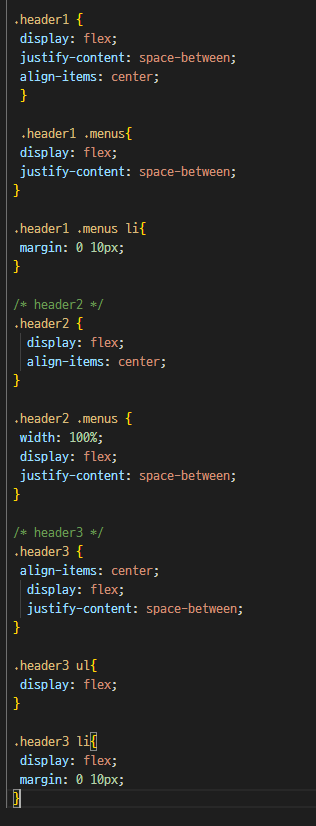 .header1 {
display: flex;
justify-content: space-between;
align-items: center;
}
.header1 .menus{
display: flex;
justify-content: space-between;
}
.header1 .menus li{
margin: 0 10px;
}
/* header2 */
.header2 {
display: flex;
align-items: center;
}
.header2 .menus {
width: 100%;
display: flex;
justify-content: space-between;
}
/* header3 */
.header3 {
align-items: center;
display: flex;
justify-content: space-between;
}
.header3 ul{
display: flex;
}
.header3 li{
display: flex;
margin: 0 10px;
}